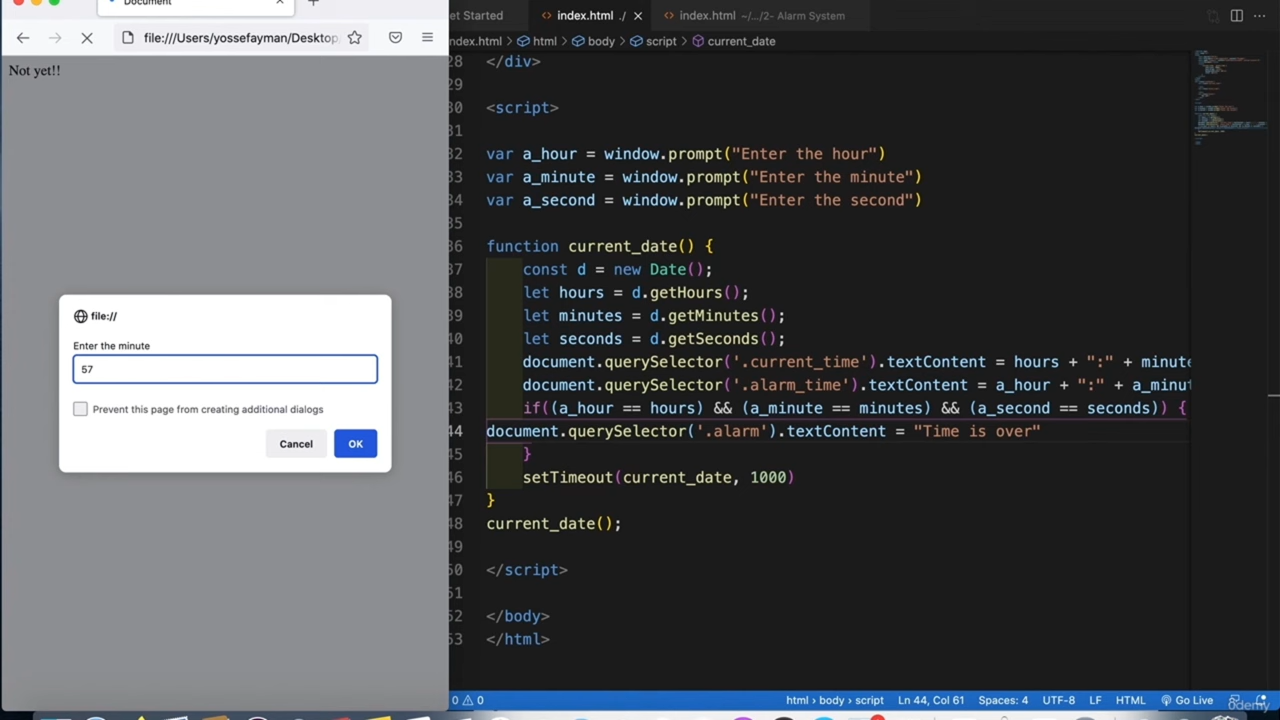 Document
file:///Users/yossefayman/Desktop
Not yet!!
file://
Enter the minute
57
Prevent this page from creating additional dialogs
Cancel
OK
et Started
index.html ./
index.html ~/.../2- Alarm System
ndex.html › html › body › script › current_date
28 </div>
29
30 <script>
31
32 var a_hour = window.prompt("Enter the hour")
33 var a_minute = window.prompt("Enter the minute")
34 var a_second = window.prompt("Enter the second")
35
36 function current_date() {
37 const d = new Date();
38 let hours = d.getHours();
39 let minutes = d.getMinutes();
40 let seconds = d.getSeconds();
41 document.querySelector('.current_time').textContent = hours + ":" + minute
42 document.querySelector('.alarm_time').textContent = a_hour + ":" + a_minut
43 if((a_hour == hours) && (a_minute == minutes) && (a_second == seconds)) {
44 document.querySelector('.alarm').textContent = "Time is over"
45 }
46 setTimeout(current_date, 1000)
47 }
48 current_date();
49
50 </script>
51
52 </body>
53 </html>
0 0
html › body › script
Ln 44, Col 61
Spaces: 4
UTF-8
LF
HTML
Go Live
udemy